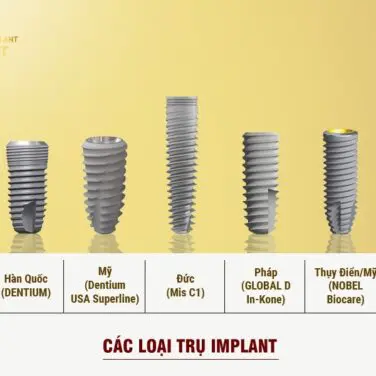 ANT
Hàn Quốc
(DENTIUM)
Mỹ
(Dentium
USA Superline)
Đức
(Mis C1)
Pháp
(GLOBAL D
In-Kone)
Thụy Điển/Mỹ
(NOBEL
Biocare)
CÁC LOẠI TRỤ IMPLANT